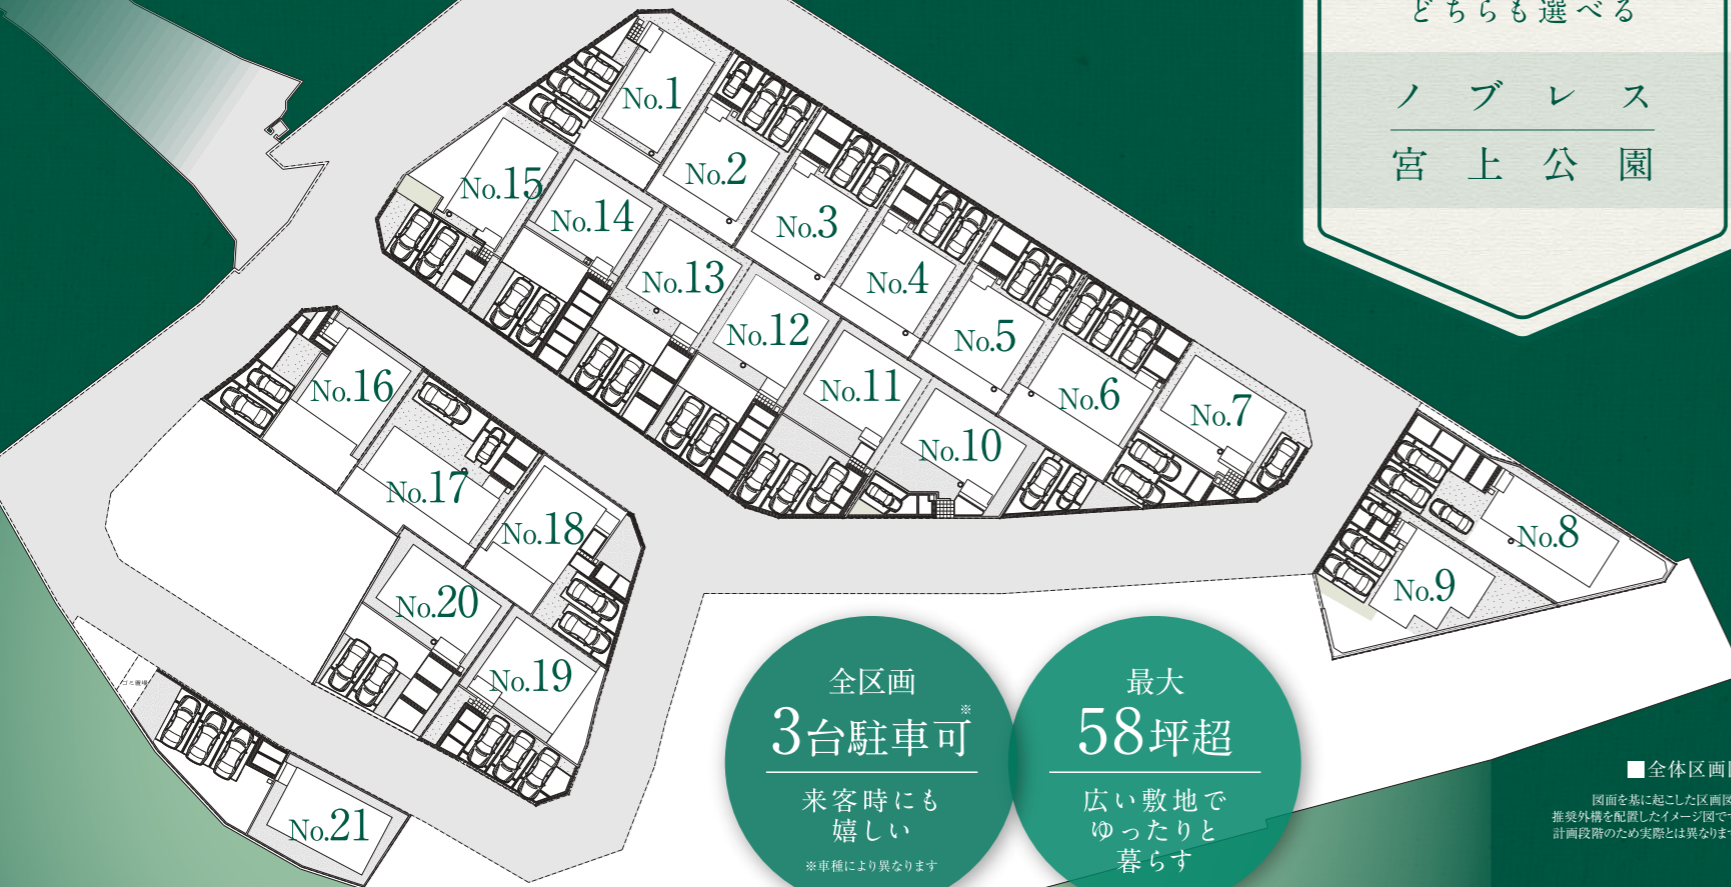 どちらも選べる
ノブレス
宮上公園
No.1
No.2
No.3
No.4
No.5
No.6
No.7
No.8
No.9
No.10
No.11
No.12
No.13
No.14
No.15
No.16
No.17
No.18
No.19
No.20
No.21
ゴミ置場
全区画
3台駐車可※
来客時にも
嬉しい
※車種により異なります
最大
58坪超
広い敷地で
ゆったりと
暮らす
■全体区画
図面を基に起こした区画図
推奨外構を配置したイメージ図で
計画段階のため実際とは異なりま